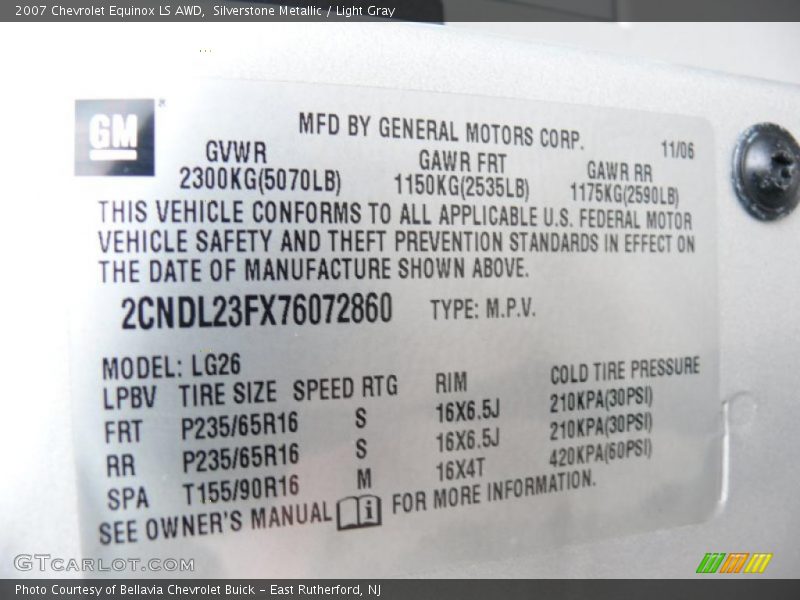 2007 Chevrolet Equinox LS AWD, Silverstone Metallic / Light Gray
GM
MFD BY GENERAL MOTORS CORP. 11/06
GVWR GAWR FRT GAWR RR
2300KG(5070LB) 1150KG(2535LB) 1175KG(2590LB)
THIS VEHICLE CONFORMS TO ALL APPLICABLE U.S. FEDERAL MOTOR
VEHICLE SAFETY AND THEFT PREVENTION STANDARDS IN EFFECT ON
THE DATE OF MANUFACTURE SHOWN ABOVE.
2CNDL23FX76072860 TYPE: M.P.V.
MODEL: LG26
LPBV TIRE SIZE SPEED RTG RIM COLD TIRE PRESSURE
FRT P235/65R16 S 16X6.5J 210KPA(30PSI)
RR P235/65R16 S 16X6.5J 210KPA(30PSI)
SPA T155/90R16 M 16X4T 420KPA(60PSI)
SEE OWNER'S MANUAL i FOR MORE INFORMATION.
GTCARLOT.COM
Photo Courtesy of Bellavia Chevrolet Buick - East Rutherford, NJ